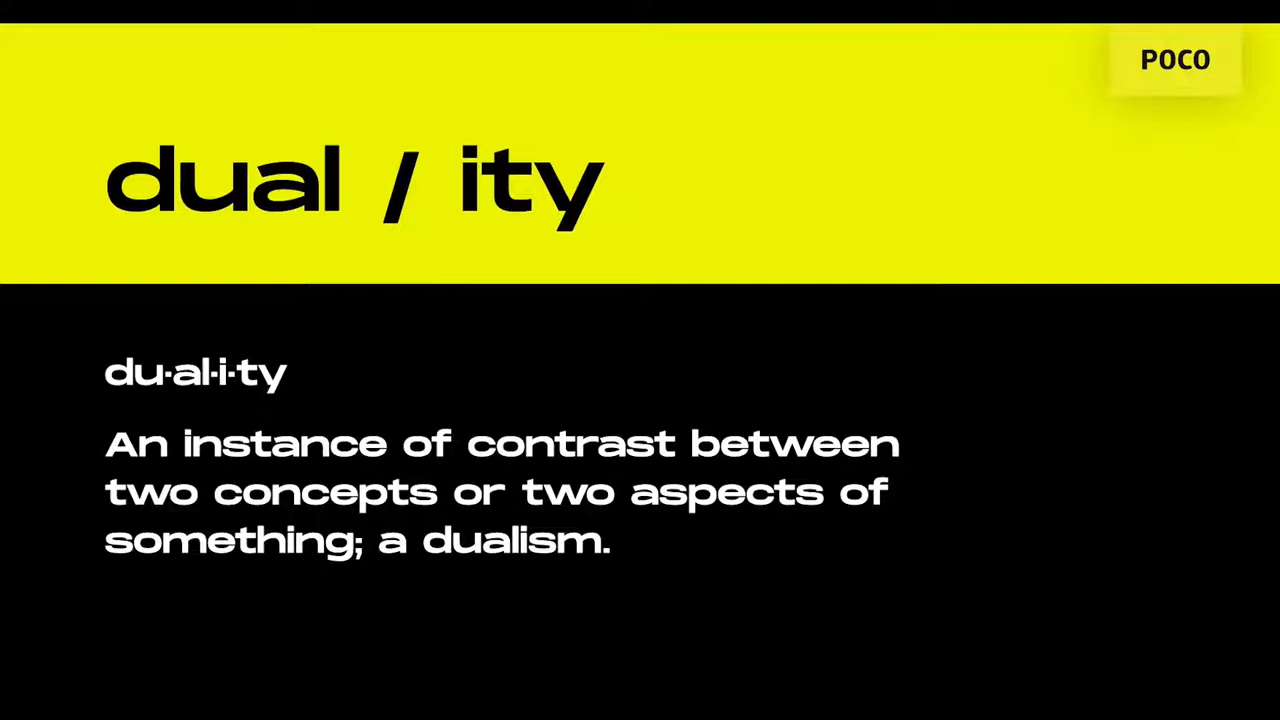 POCO
dual / ity
du·al·i·ty
An instance of contrast between
two concepts or two aspects of
something; a dualism.